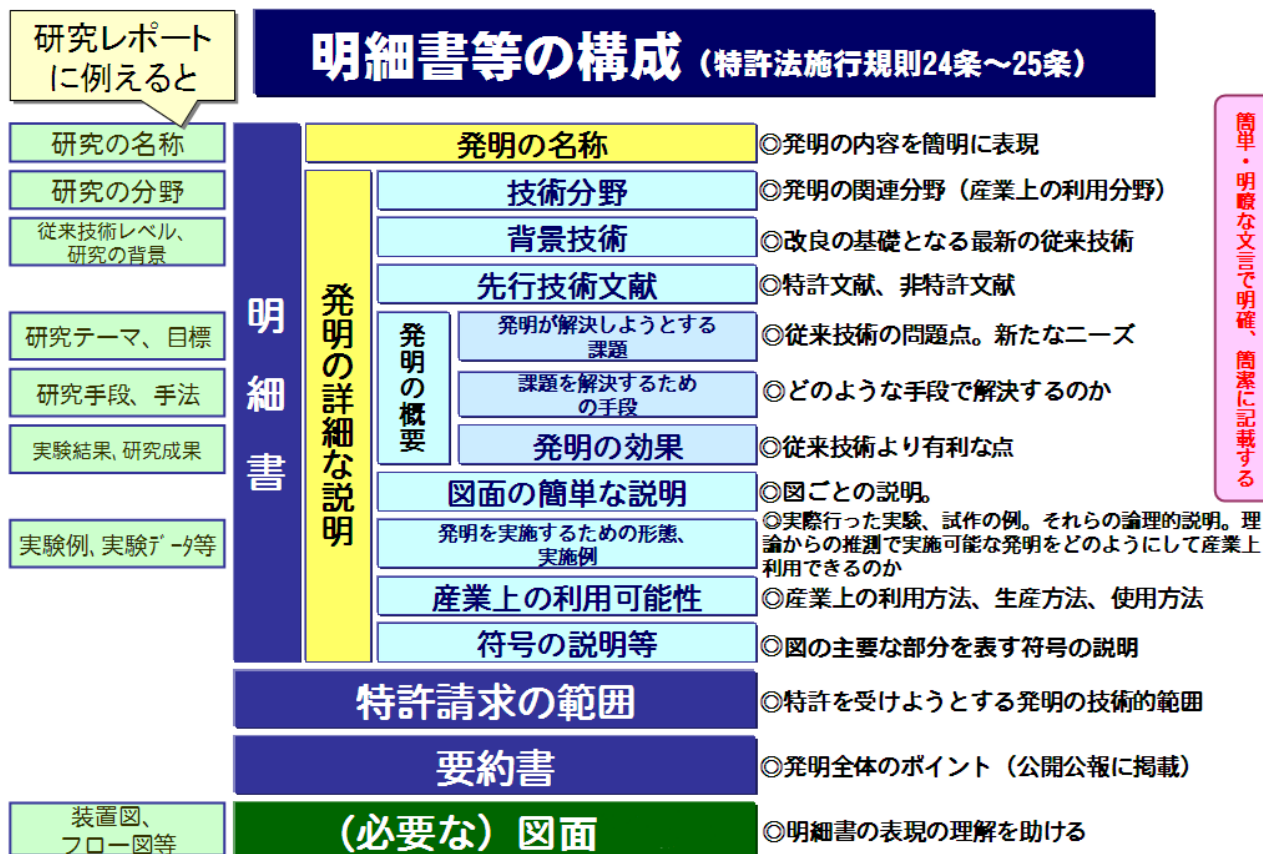 研究レポート
に例えると
明細書等の構成（特許法施行規則24条～25条）
簡単・明瞭な文言で明確、簡潔に記載する
研究の名称
発明の名称
◎発明の内容を簡明に表現
明細書
発明の詳細な説明
研究の分野
技術分野
◎発明の関連分野（産業上の利用分野）
従来技術レベル、
研究の背景
背景技術
◎改良の基礎となる最新の従来技術
先行技術文献
◎特許文献、非特許文献
発明の概要
研究テーマ、目標
発明が解決しようとする
課題
◎従来技術の問題点。新たなニーズ
研究手段、手法
課題を解決するため
の手段
◎どのような手段で解決するのか
実験結果、研究成果
発明の効果
◎従来技術より有利な点
図面の簡単な説明
◎図ごとの説明。
実験例、実験ﾃﾞｰﾀ等
発明を実施するための形態、
実施例
◎実際行った実験、試作の例。それらの論理的説明。理
論からの推測で実施可能な発明をどのようにして産業上
利用できるのか
産業上の利用可能性
◎産業上の利用方法、生産方法、使用方法
符号の説明等
◎図の主要な部分を表す符号の説明
特許請求の範囲
◎特許を受けようとする発明の技術的範囲
要約書
◎発明全体のポイント（公開公報に掲載）
装置図、
フロー図等
（必要な）図面
◎明細書の表現の理解を助ける